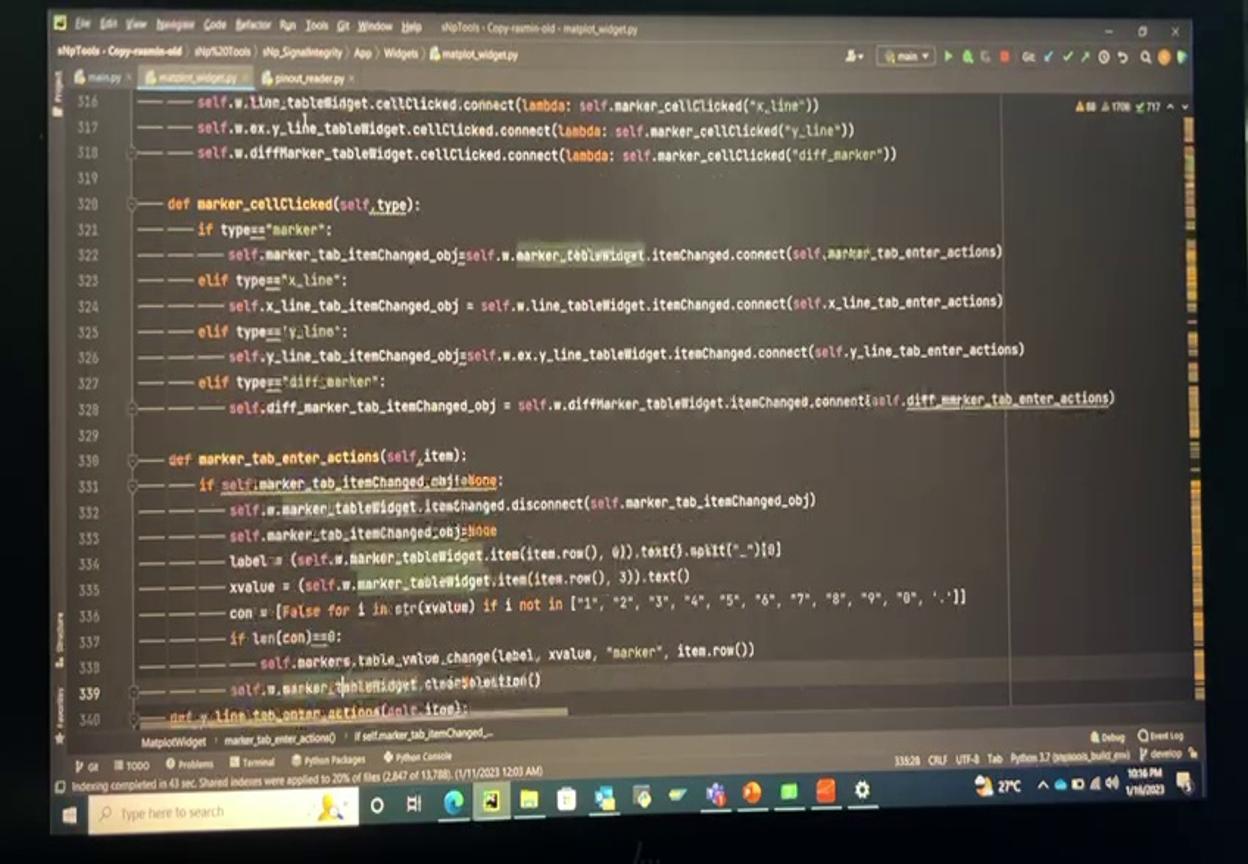 File Edit View Navigate Code Refactor Run Tools Git Window Help sNpTools - Copy-rasmin-old - matplot_widget.py
sNpTools - Copy-rasmin-old sNp%20Tools sNp_SignalIntegrity App Widgets matplot_widget.py main Git:
main.py matplot_widget.py pinout_reader.py
Project
316 self.w.line_tableWidget.cellClicked.connect(lambda: self.marker_cellClicked("x_line")) 1708 717
317 self.w.ex.y_line_tableWidget.cellClicked.connect(lambda: self.marker_cellClicked("y_line"))
318 self.w.diffMarker_tableWidget.cellClicked.connect(lambda: self.marker_cellClicked("diff_marker"))
319
320 def marker_cellClicked(self,type):
321 if type=="marker":
322 self.marker_tab_itemChanged_obj=self.w.marker_tableWidget.itemChanged.connect(self.marker_tab_enter_actions)
323 elif type=="x_line":
324 self.x_line_tab_itemChanged_obj = self.w.line_tableWidget.itemChanged.connect(self.x_line_tab_enter_actions)
325 elif type=='y_line':
326 self.y_line_tab_itemChanged_obj=self.w.ex.y_line_tableWidget.itemChanged.connect(self.y_line_tab_enter_actions)
327 elif type=="diff_marker":
328 self.diff_marker_tab_itemChanged_obj = self.w.diffMarker_tableWidget.itemChanged.connect(self.diff_marker_tab_enter_actions)
329
330 def marker_tab_enter_actions(self,item):
331 if self.marker_tab_itemChanged_obj!=None:
332 self.w.marker_tableWidget.itemChanged.disconnect(self.marker_tab_itemChanged_obj)
333 self.marker_tab_itemChanged_obj=None
334 label = (self.w.marker_tableWidget.item(item.row(), 0)).text().split("_")[0]
335 xvalue = (self.w.marker_tableWidget.item(item.row(), 3)).text()
336 con = [False for i in str(xvalue) if i not in ["1", "2", "3", "4", "5", "6", "7", "8", "9", "0", '.']]
337 if len(con)==0:
338 self.markers.table_value_change(label, xvalue, "marker", item.row())
339 self.w.marker_tableWidget.clearSelection()
340 def y_line_tab_enter_actions(self,item):
Structure
Favorites
MatplotWidget marker_tab_enter_actions() if self.marker_tab_itemChanged_...
Git TODO Problems Terminal Python Packages Python Console Debug Event Log
Indexing completed in 43 sec. Shared indexes were applied to 20% of files (2,847 of 13,788). (1/11/2023 12:03 AM) CRLF UTF-8 Tab Python 3.7 develop
Type here to search 27°C 10:16 PM
1/16/2023